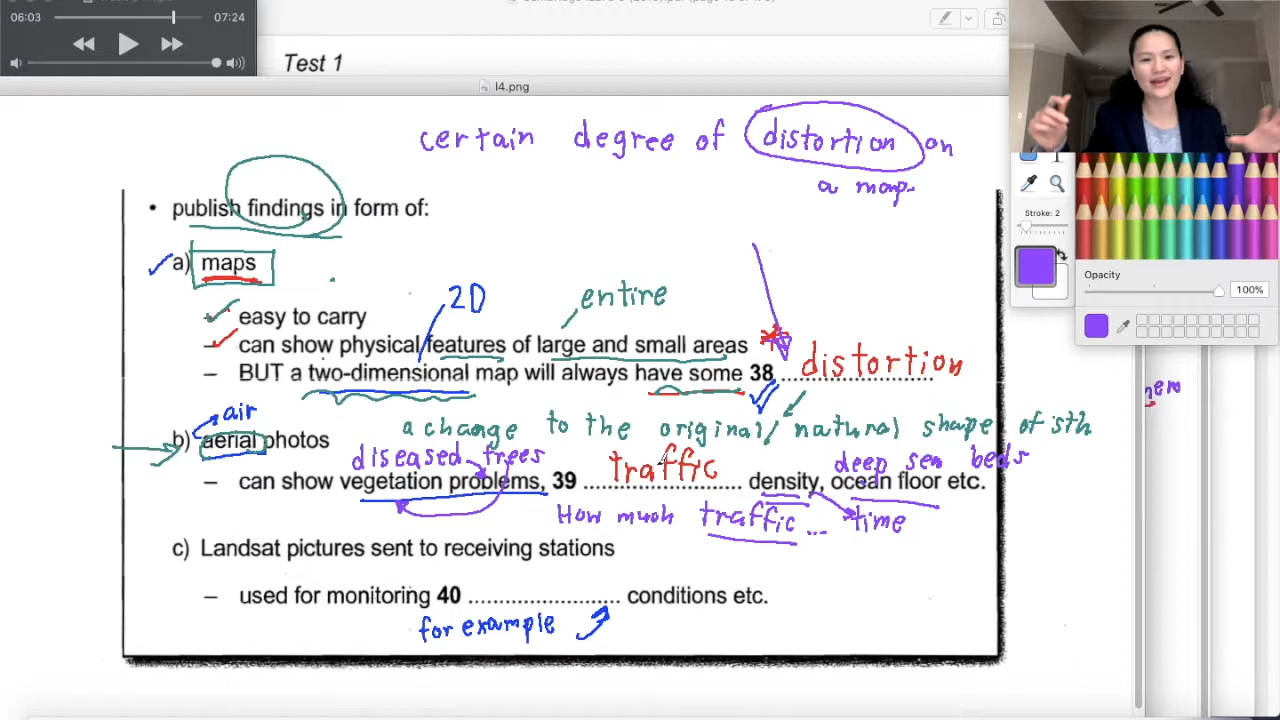 06:03
07:24
Test 1
I4.png
certain degree of distortion on
a map
• publish findings in form of:
a) maps
2D
entire
easy to carry
– can show physical features of large and small areas
– BUT a two-dimensional map will always have some 38 .................... distortion
air
a change to the original/ natural shape of sth
b) aerial photos
diseased trees
traffic
deep sea beds
– can show vegetation problems, 39 ........................ density, ocean floor etc.
How much traffic ... time
c) Landsat pictures sent to receiving stations
– used for monitoring 40 ........................ conditions etc.
for example
Stroke: 2
Opacity
100%